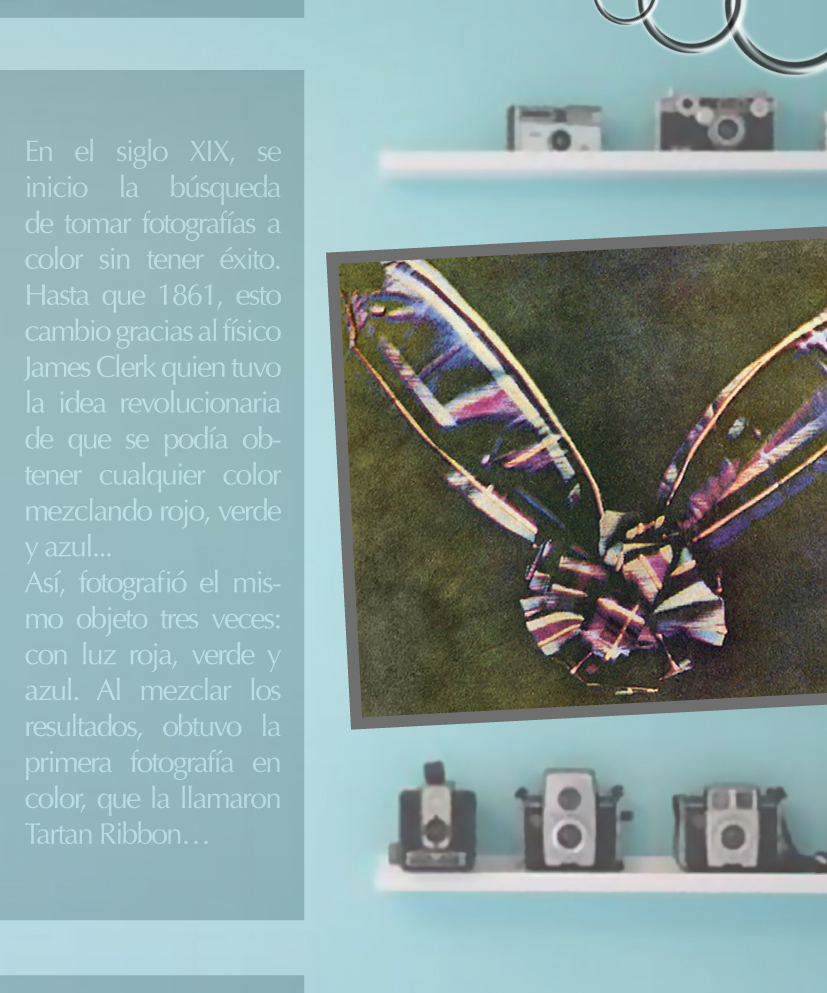 En el siglo XIX, se
inicio la búsqueda
de tomar fotografías a
color sin tener éxito.
Hasta que 1861, esto
cambio gracias al físico
James Clerk quien tuvo
la idea revolucionaria
de que se podía ob-
tener cualquier color
mezclando rojo, verde
y azul...
Así, fotografió el mis-
mo objeto tres veces:
con luz roja, verde y
azul. Al mezclar los
resultados, obtuvo la
primera fotografía en
color, que la llamaron
Tartan Ribbon...